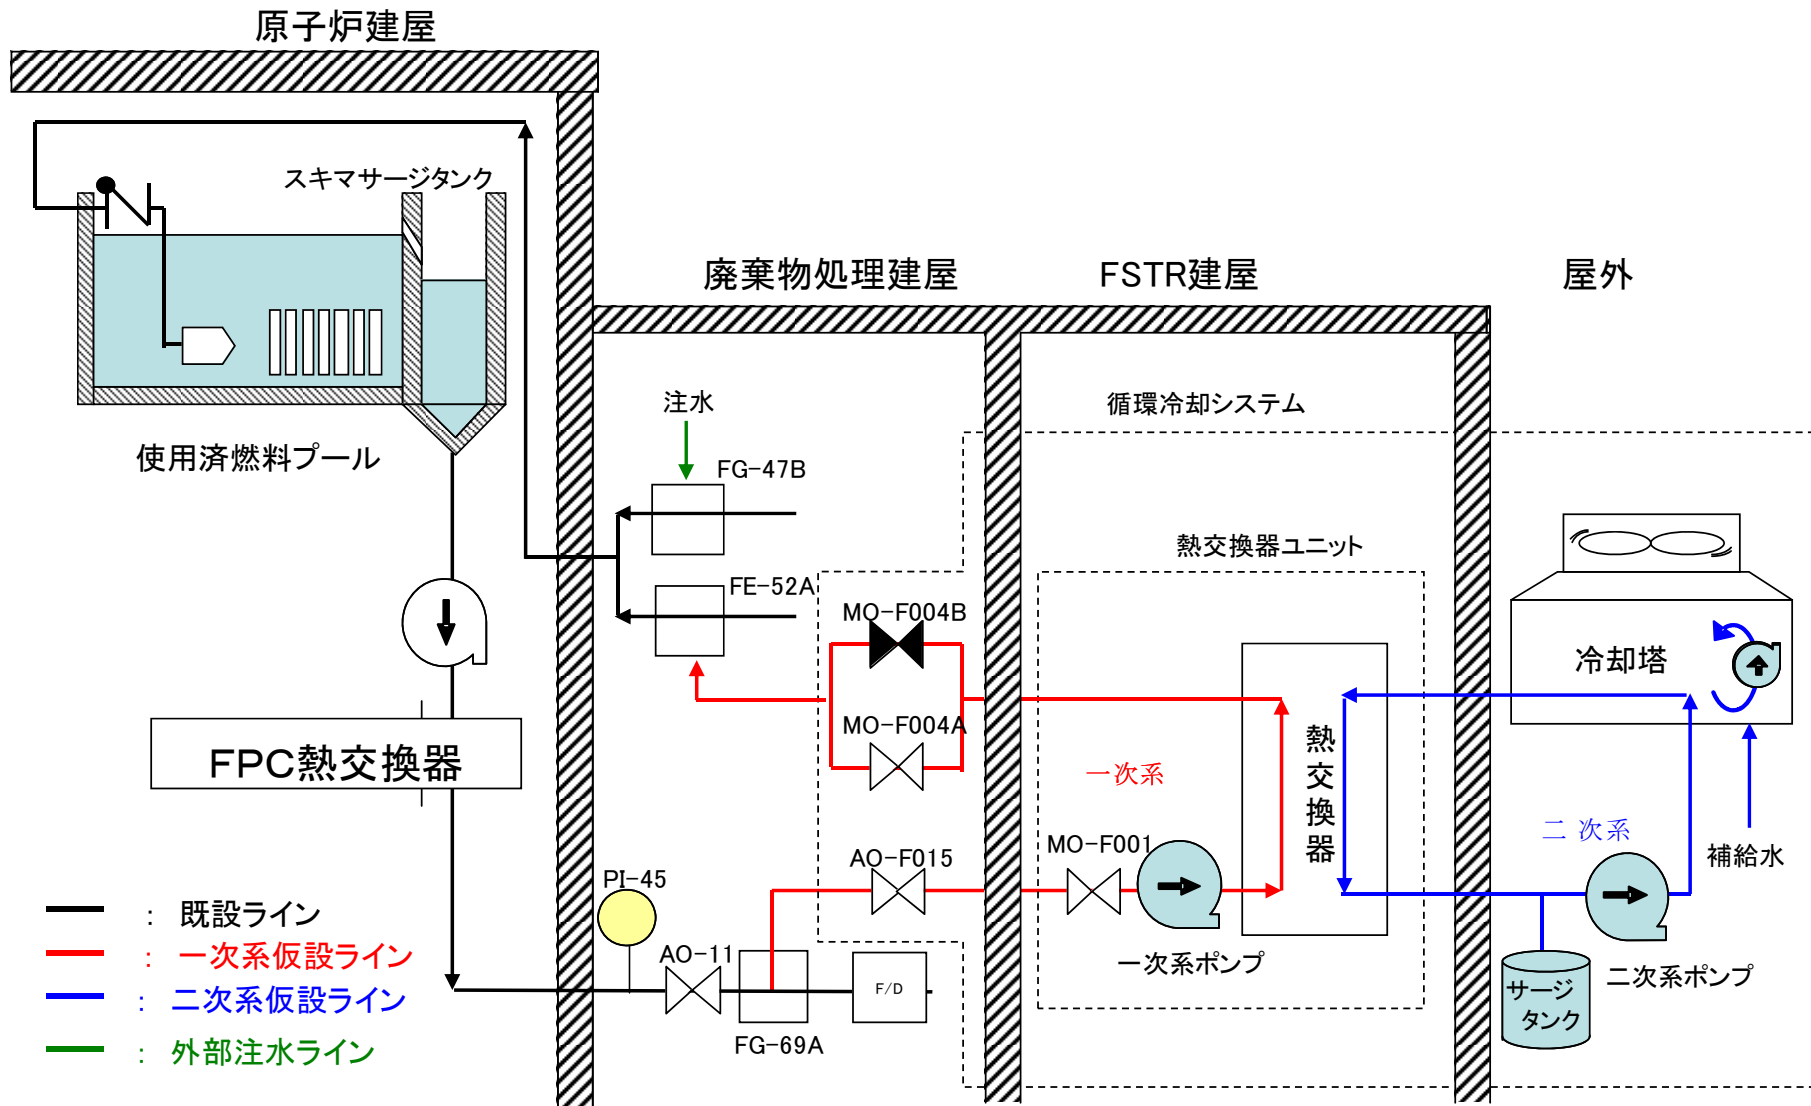 原子炉建屋
スキマサージタンク
廃棄物処理建屋
FSTR建屋
屋外
注水
循環冷却システム
使用済燃料プール
FG-47B
熱交換器ユニット
FE-52A
MO-F004B
冷却塔
MO-F004A
FPC熱交換器
一次系
熱交換器
二次系
MO-F001
AO-F015
補給水
PI-45
既設ライン
AO-11
一次系ポンプ
二次系ポンプ
: 既設ライン
: 一次系仮設ライン
F/D
サージ
タンク
: 二次系仮設ライン
FG-69A
: 外部注水ライン